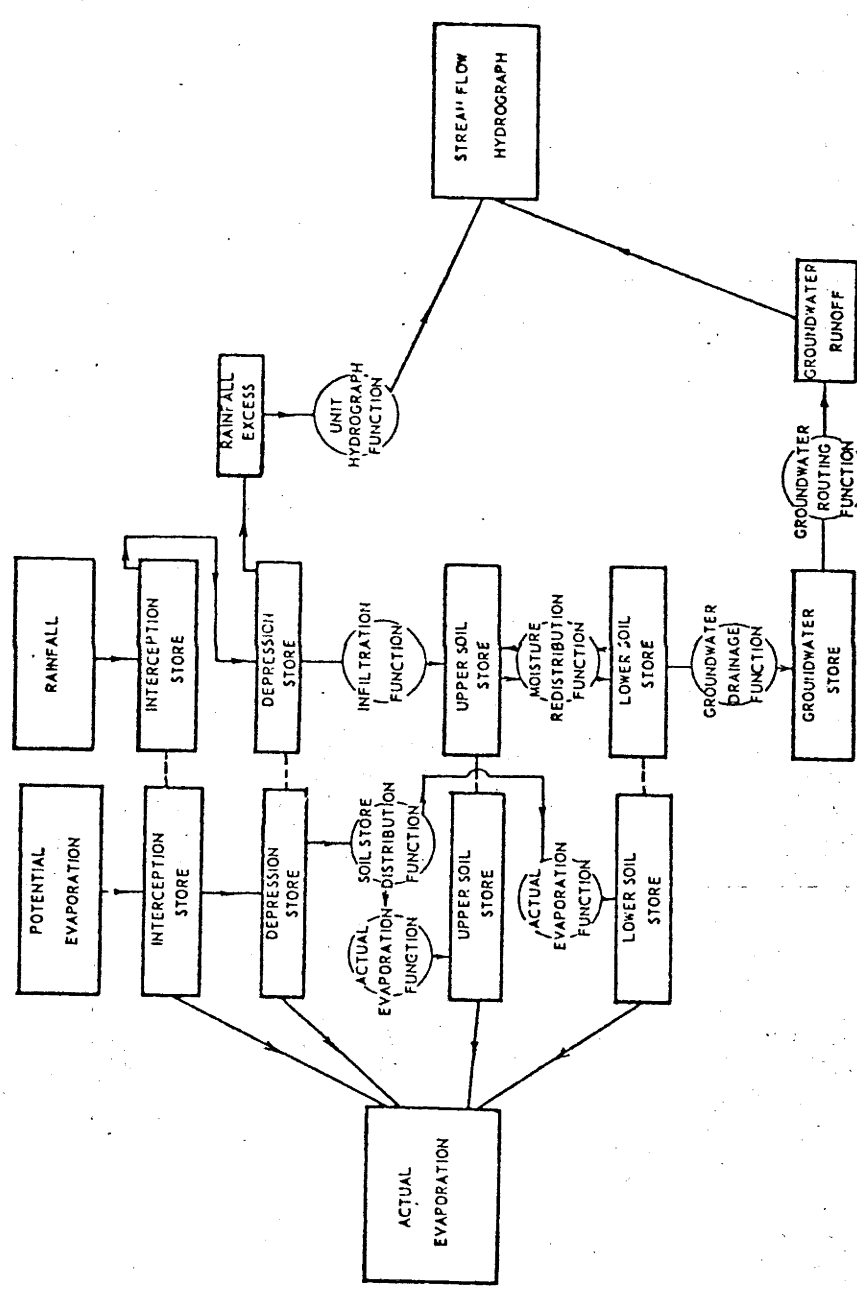 POTENTIAL
EVAPORATION
RAINFALL
INTERCEPTION
STORE
INTERCEPTION
STORE
DEPRESSION
STORE
DEPRESSION
STORE
RAINFALL
EXCESS
SOIL STORE
DISTRIBUTION
FUNCTION
INFILTRATION
FUNCTION
UNIT
HYDROGRAPH
FUNCTION
STREAM FLOW
HYDROGRAPH
ACTUAL
EVAPORATION
FUNCTION
UPPER SOIL
STORE
UPPER SOIL
STORE
ACTUAL
EVAPORATION
ACTUAL
EVAPORATION
FUNCTION
MOISTURE
REDISTRIBUTION
FUNCTION
LOWER SOIL
STORE
LOWER SOIL
STORE
GROUNDWATER
DRAINAGE
FUNCTION
GROUNDWATER
STORE
GROUNDWATER
ROUTING
FUNCTION
GROUNDWATER
RUNOFF